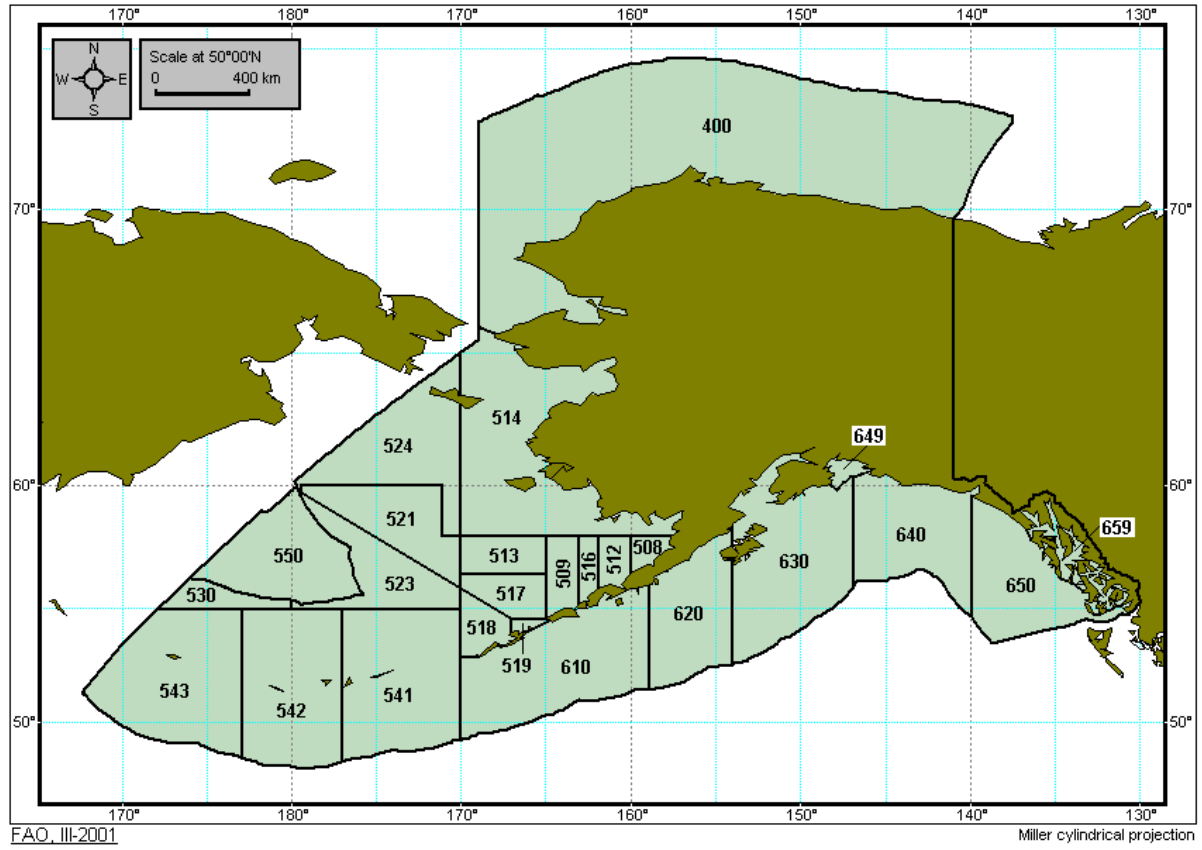 170° 180° 170° 160° 150° 140° 130°
N
W E
S
Scale at 50°00'N
0 400 km
400
70° 70°
514
649
524
60° 60°
521
659
508
513 509 516 512
550
640
630
523
530 517 650
620
518
519 610
543 541
542
50° 50°
170° 180° 170° 160° 150° 140° 130°
FAO, III-2001 Miller cylindrical projection